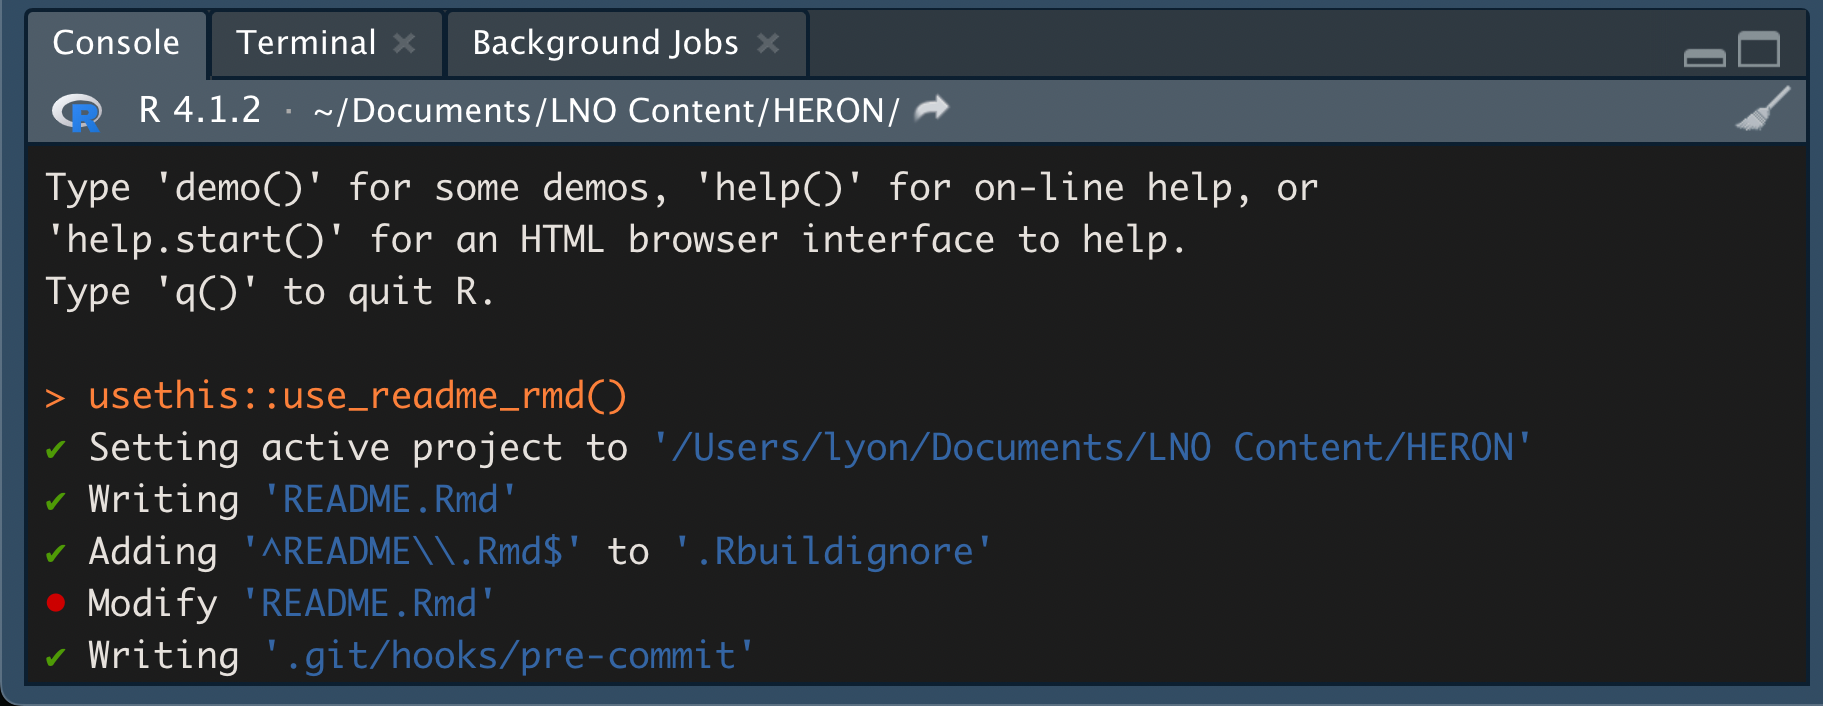 Console Terminal Background Jobs
R R 4.1.2 · ~/Documents/LNO Content/HERON/
Type 'demo()' for some demos, 'help()' for on-line help, or
'help.start()' for an HTML browser interface to help.
Type 'q()' to quit R.
> usethis::use_readme_rmd()
✔ Setting active project to '/Users/lyon/Documents/LNO Content/HERON'
✔ Writing 'README.Rmd'
✔ Adding '^README\\.Rmd$' to '.Rbuildignore'
● Modify 'README.Rmd'
✔ Writing '.git/hooks/pre-commit'